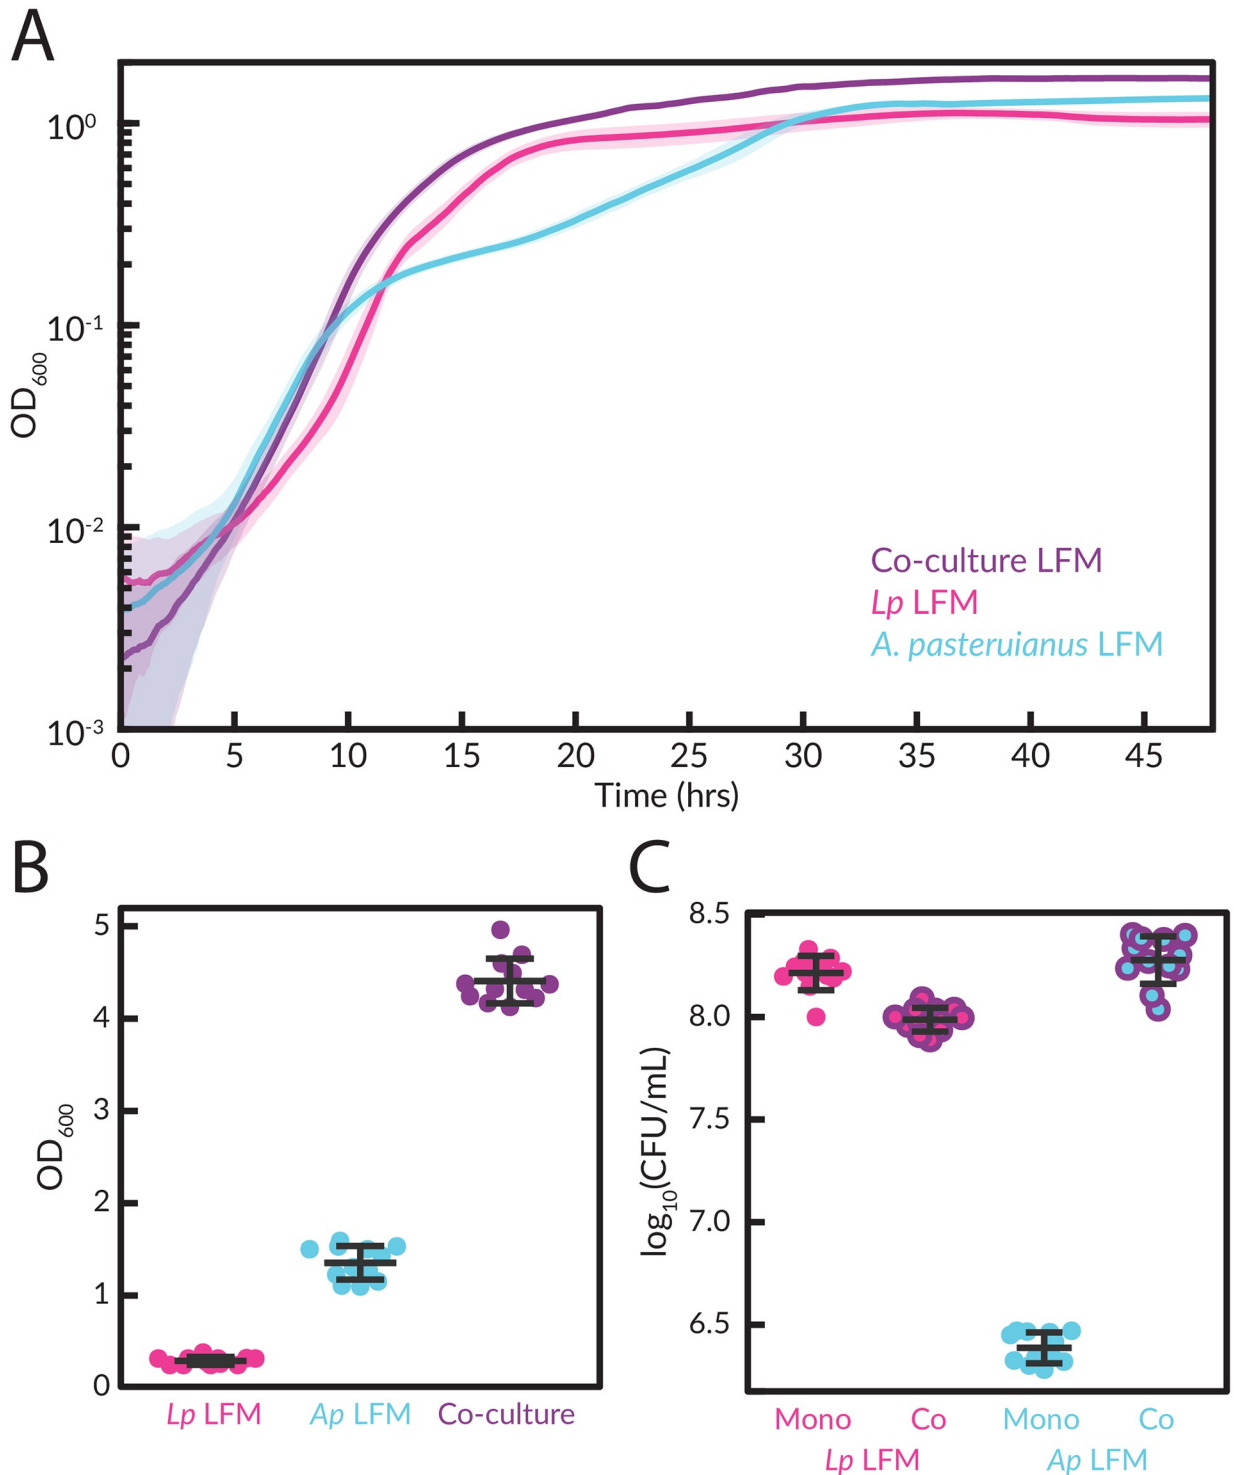 A
10⁰
10⁻¹
10⁻²
10⁻³
OD₆₀₀
Co-culture LFM
Lp LFM
A. pasteruianus LFM
0 5 10 15 20 25 30 35 40 45
Time (hrs)
B
5
4
3
2
1
0
OD₆₀₀
Lp LFM Ap LFM Co-culture
C
8.5
8.0
7.5
7.0
6.5
log₁₀(CFU/mL)
Mono Co Mono Co
Lp LFM Ap LFM